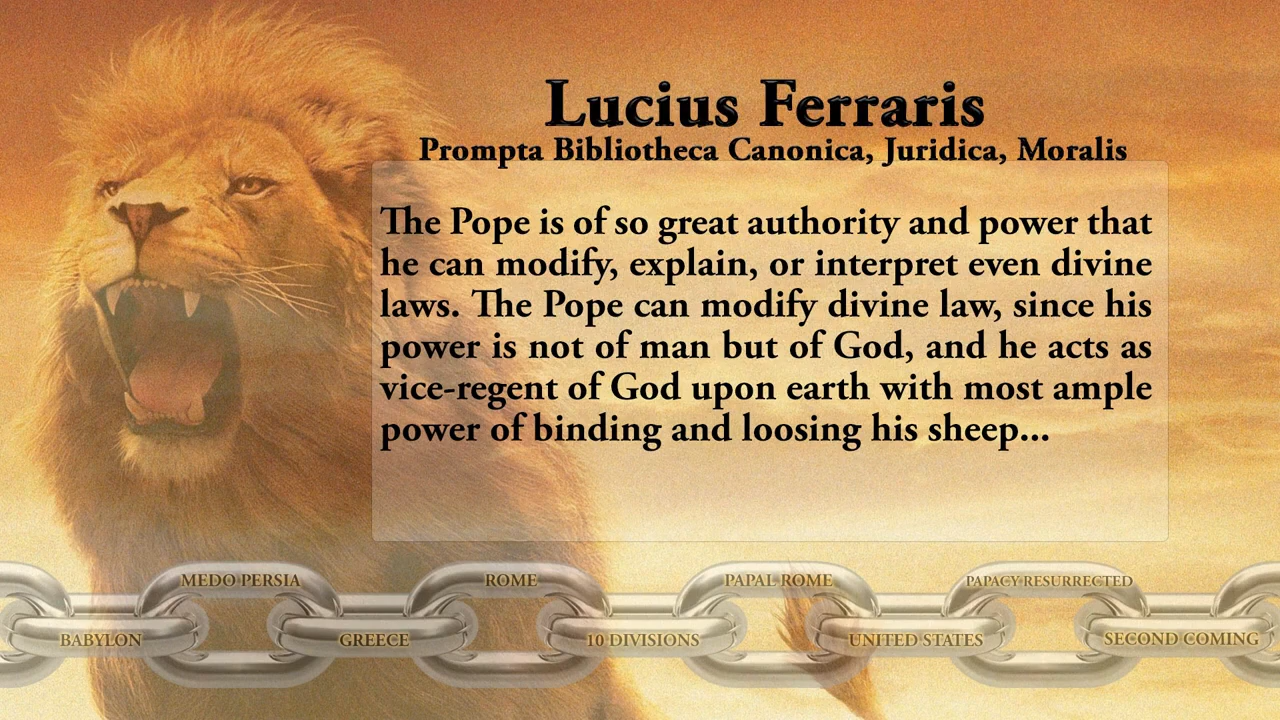 Lucius Ferraris
Prompta Bibliotheca Canonica, Juridica, Moralis
The Pope is of so great authority and power that
he can modify, explain, or interpret even divine
laws. The Pope can modify divine law, since his
power is not of man but of God, and he acts as
vice-regent of God upon earth with most ample
power of binding and loosing his sheep...
MEDO PERSIA ROME PAPAL ROME PAPACY RESURRECTED
BABYLON GREECE 10 DIVISIONS UNITED STATES SECOND COMING